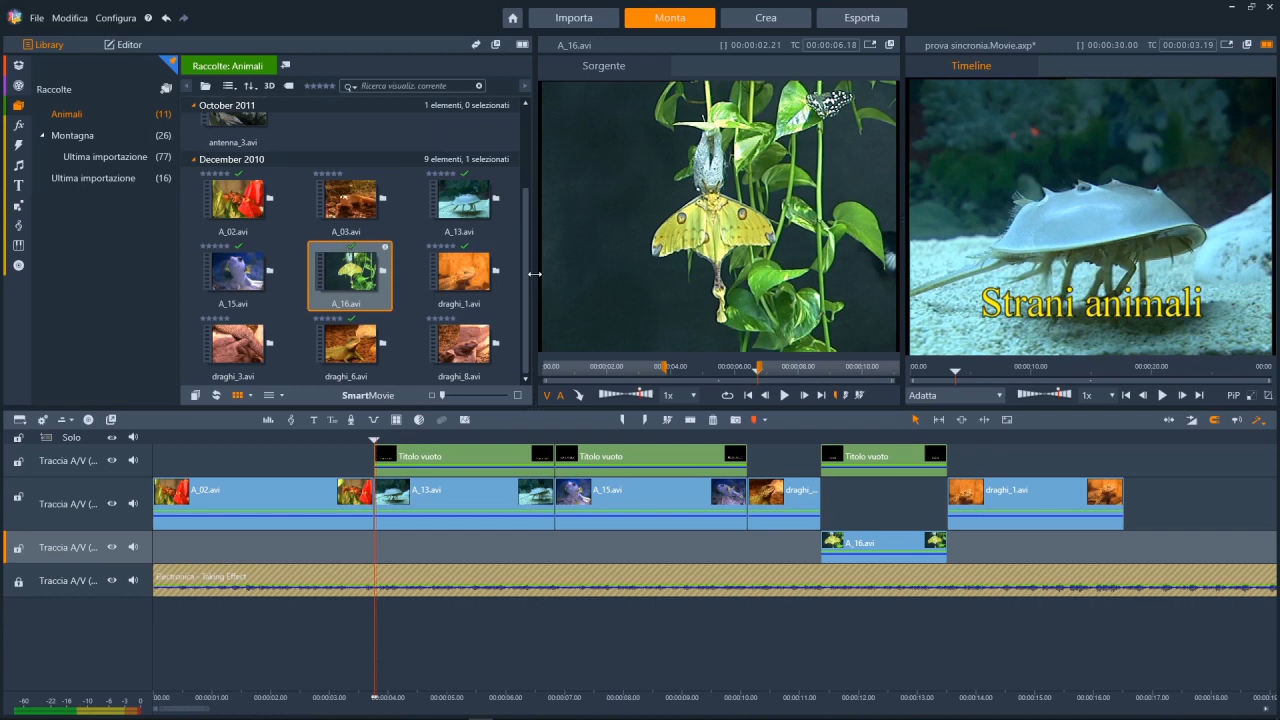 File Modifica Configura
Importa Monta Crea Esporta
Library Editor
A_16.avi [] 00:00:02.21 TC 00:00:06.18
prova sincronia.Movie.axp* [] 00:00:30.00 TC 00:00:03.19
Raccolte: Animali
Sorgente
Timeline
Raccolte
3D
Ricerca visualiz. corrente
October 2011 1 elementi, 0 selezionati
antenna_3.avi
Animali (11)
Montagna (26)
Ultima importazione (77)
Ultima importazione (16)
December 2010 9 elementi, 1 selezionati
A_02.avi A_03.avi A_13.avi
A_15.avi A_16.avi draghi_1.avi
draghi_3.avi draghi_6.avi draghi_8.avi
Strani animali
00.00 00:00:02.00 00:00:04.00 00:00:06.00 00:00:08.00 00:00:10.00
00.00 00:00:10.00 00:00:20.00 00:00
SmartMovie
V A 1x
Adatta 1x PiP
Solo
Traccia A/V (... Titolo vuoto Titolo vuoto Titolo vuoto
Traccia A/V (... A_02.avi A_13.avi A_15.avi draghi_... draghi_1.avi
Traccia A/V (... A_16.avi
Traccia A/V (... Electronica - Taking Effect
-60 -22 -16 -10 -6 -3 0
00.00 00:00:01.00 00:00:02.00 00:00:03.00 00:00:04.00 00:00:05.00 00:00:06.00 00:00:07.00 00:00:08.00 00:00:09.00 00:00:10.00 00:00:11.00 00:00:12.00 00:00:13.00 00:00:14.00 00:00:15.00 00:00:16.00 00:00:17.00 00:00:18.00